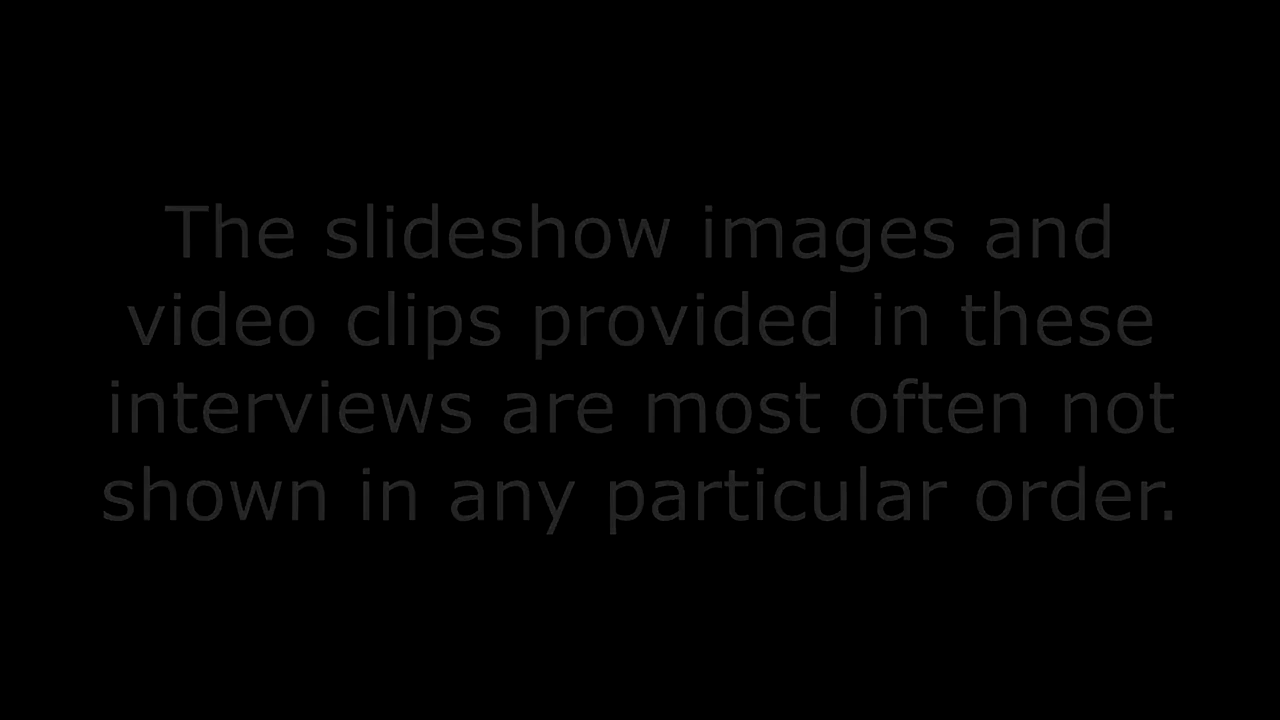 The slideshow images and
video clips provided in these
interviews are most often not
shown in any particular order.